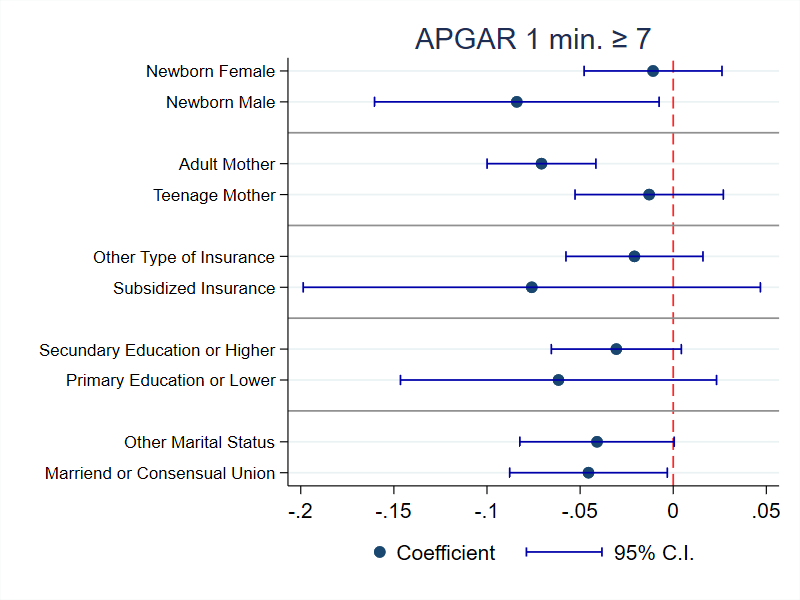 APGAR 1 min. ≥ 7
Newborn Female
Newborn Male
Adult Mother
Teenage Mother
Other Type of Insurance
Subsidized Insurance
Secundary Education or Higher
Primary Education or Lower
Other Marital Status
Marriend or Consensual Union
-.2 -.15 -.1 -.05 0 .05
Coefficient 95% C.I.